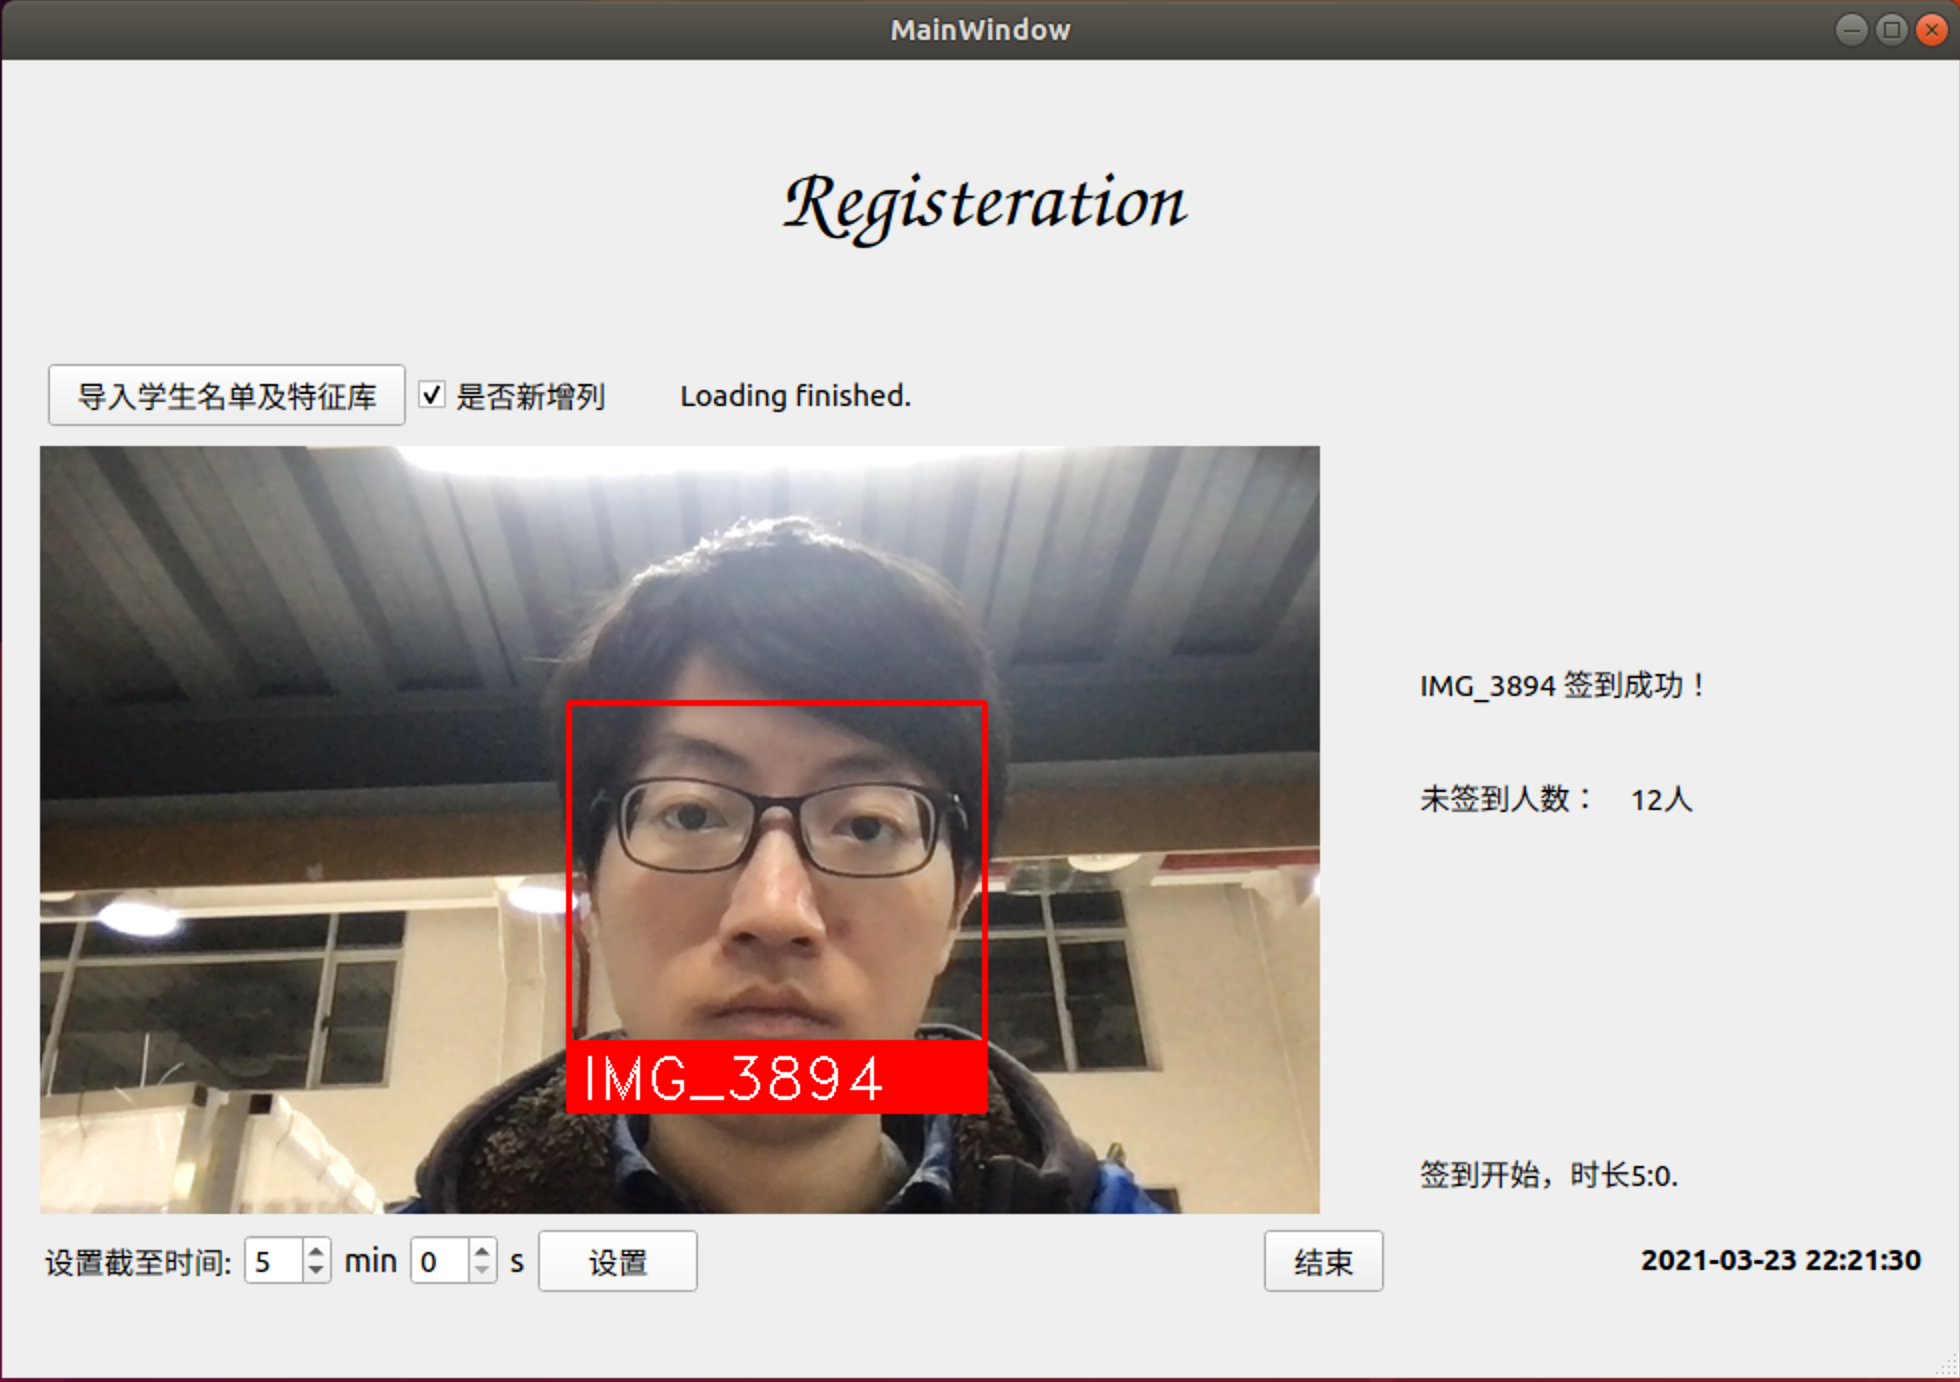 MainWindow
Registeration
导入学生名单及特征库 是否新增列 Loading finished.
IMG_3894 签到成功！
未签到人数： 12人
IMG_3894
签到开始，时长5:0.
设置截至时间: 5 min 0 s 设置 结束 2021-03-23 22:21:30